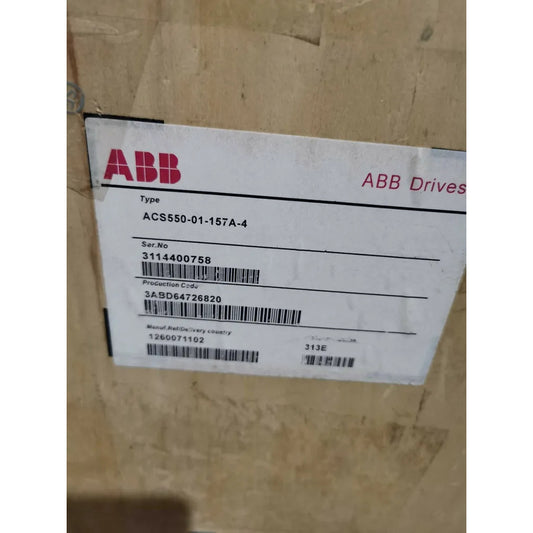 ABB
ABB Drives
Type
ACS550-01-157A-4
Ser.No
3114400758
Production Code
3ABD64726820
Manuf.Ref/Delivery country
1260071102
313E